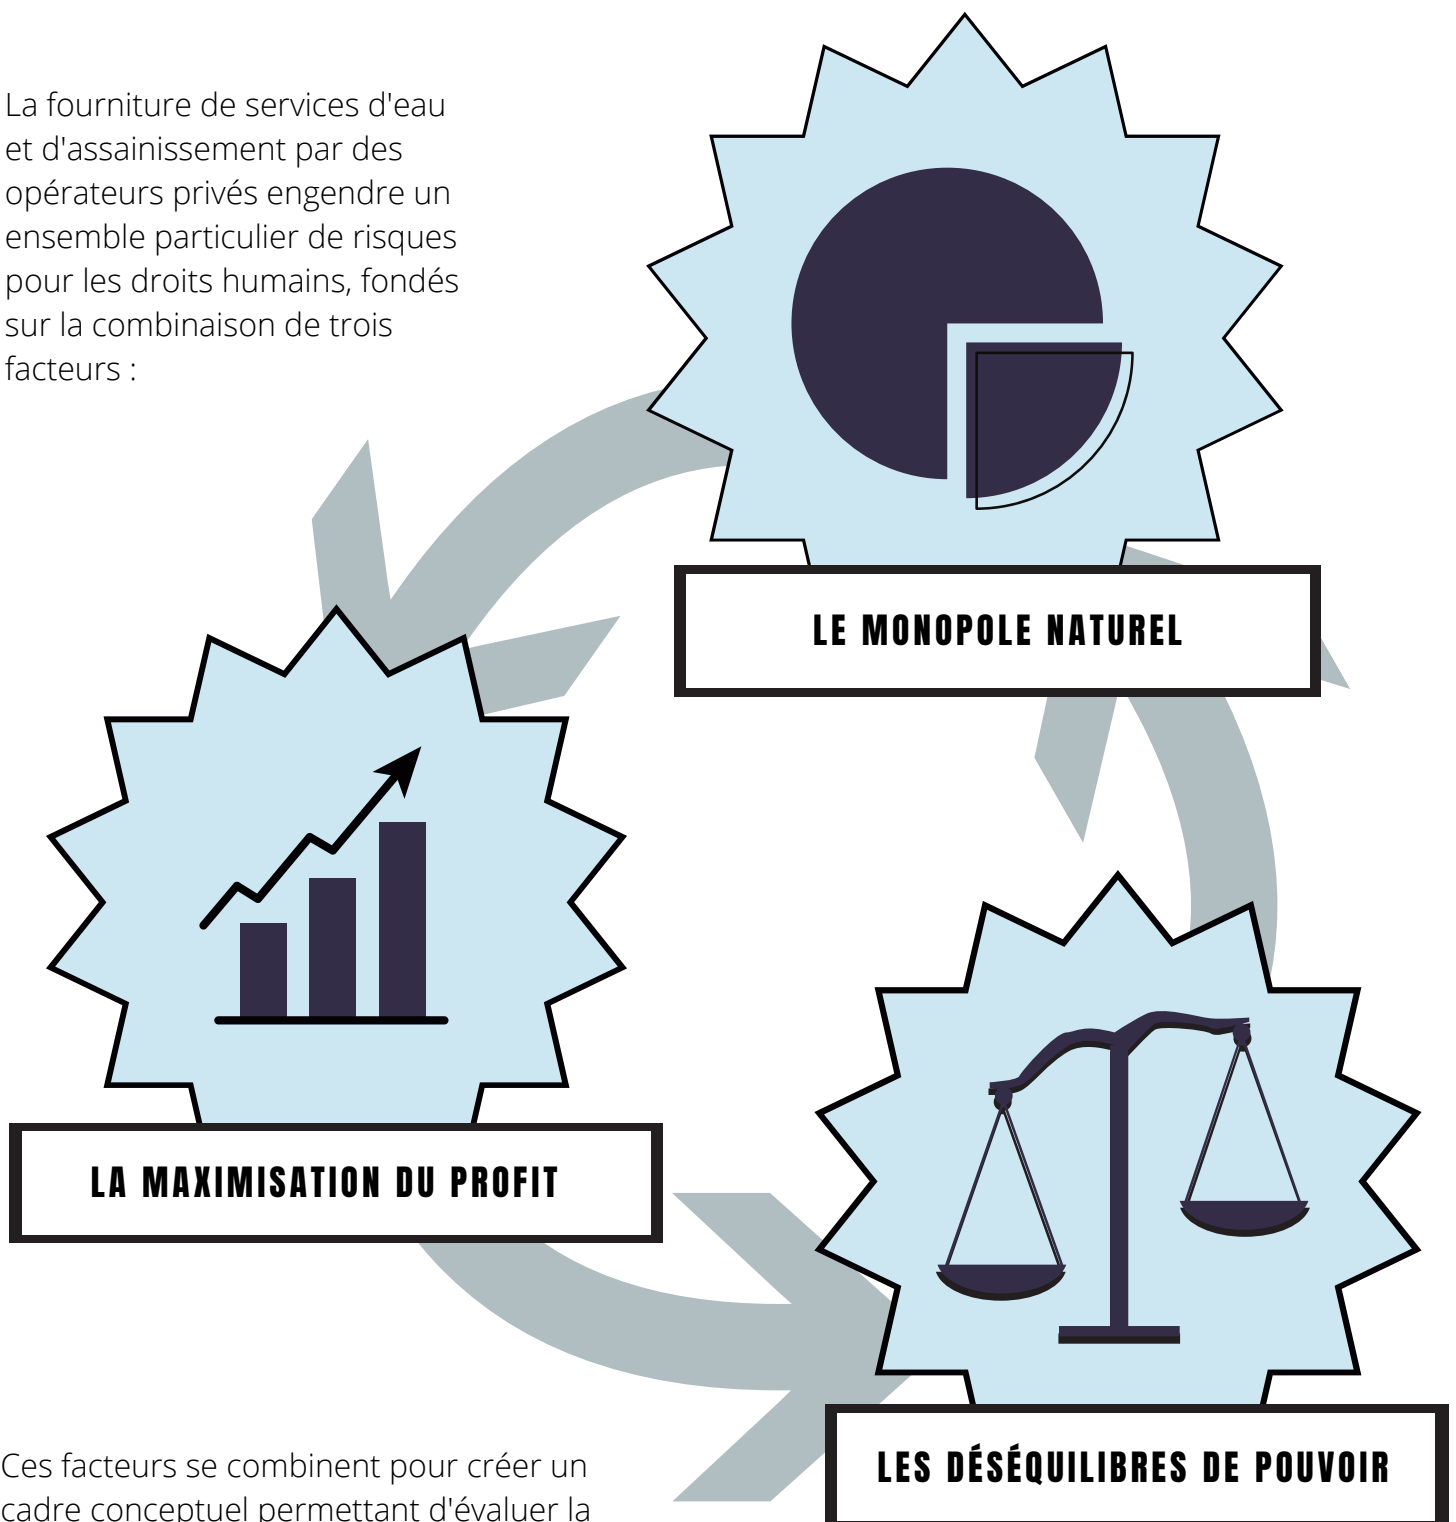 La fourniture de services d'eau
et d'assainissement par des
opérateurs privés engendre un
ensemble particulier de risques
pour les droits humains, fondés
sur la combinaison de trois
facteurs :
LE MONOPOLE NATUREL
LA MAXIMISATION DU PROFIT
LES DÉSÉQUILIBRES DE POUVOIR
Ces facteurs se combinent pour créer un
cadre conceptuel permettant d'évaluer la